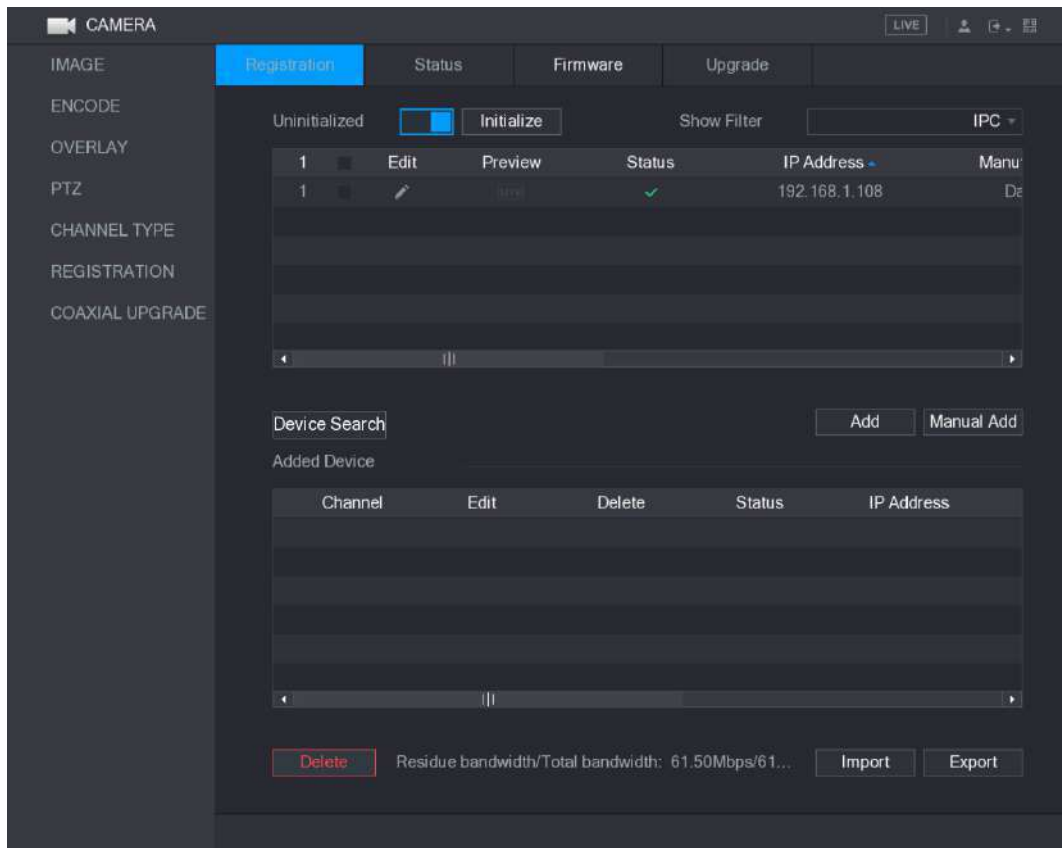 CAMERA LIVE
IMAGE
ENCODE
OVERLAY
PTZ
CHANNEL TYPE
REGISTRATION
COAXIAL UPGRADE
Registration Status Firmware Upgrade
Uninitialized Initialize Show Filter IPC
1 Edit Preview Status IP Address Manu
1 192.168.1.108 Da
Device Search Add Manual Add
Added Device
Channel Edit Delete Status IP Address
Delete Residue bandwidth/Total bandwidth: 61.50Mbps/61... Import Export